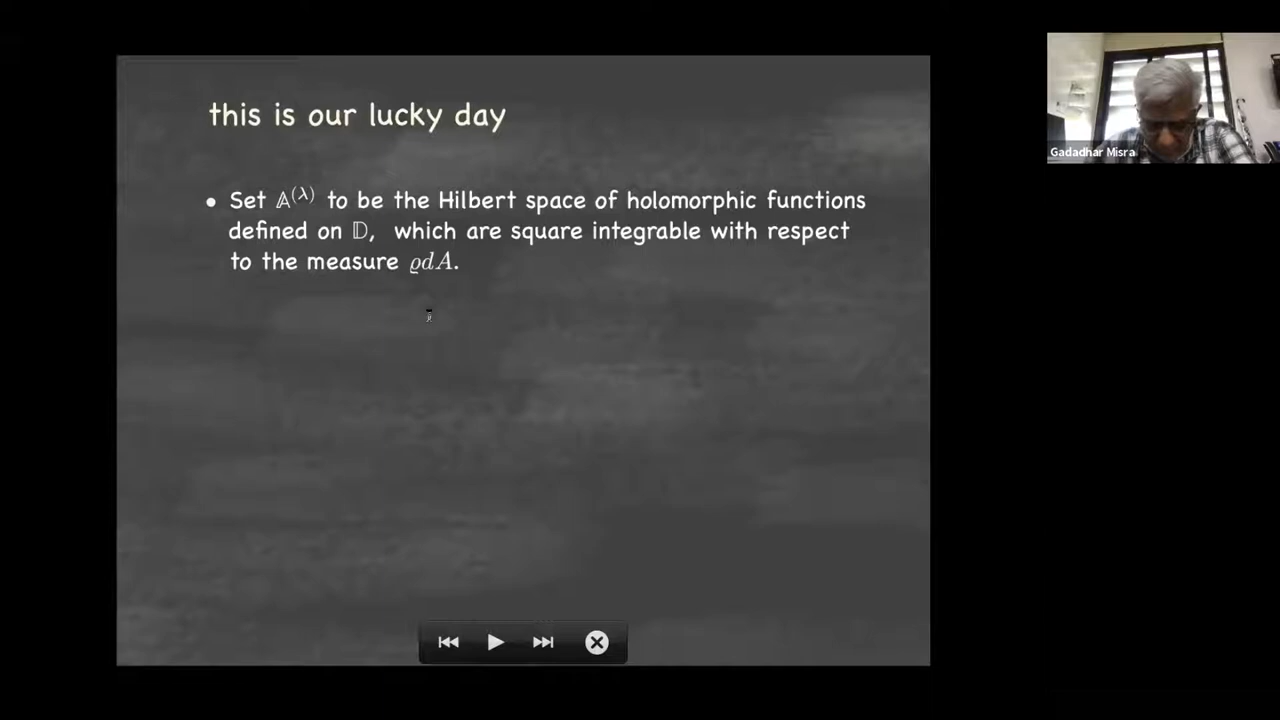 this is our lucky day
• Set 𝔸^(λ) to be the Hilbert space of holomorphic functions
defined on 𝔻, which are square integrable with respect
to the measure ϱdA.
Gadadhar Misra